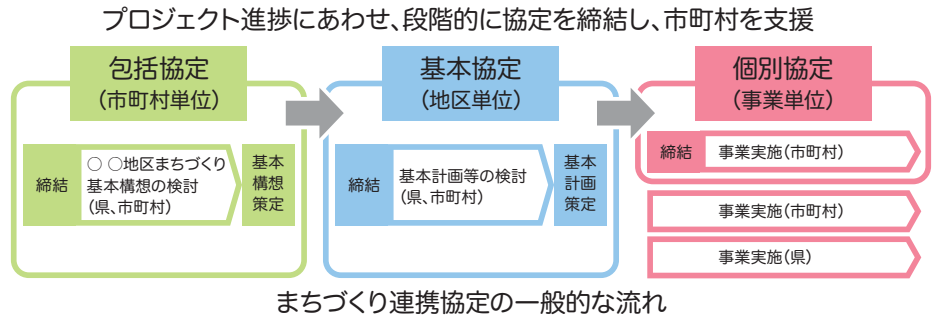 プロジェクト進捗にあわせ、段階的に協定を締結し、市町村を支援
包括協定
（市町村単位）
締結
○ ○地区まちづくり
基本構想の検討
（県、市町村）
基本
構想
策定
基本協定
（地区単位）
締結
基本計画等の検討
（県、市町村）
基本
計画
策定
個別協定
（事業単位）
締結
事業実施（市町村）
事業実施（市町村）
事業実施（県）
まちづくり連携協定の一般的な流れ